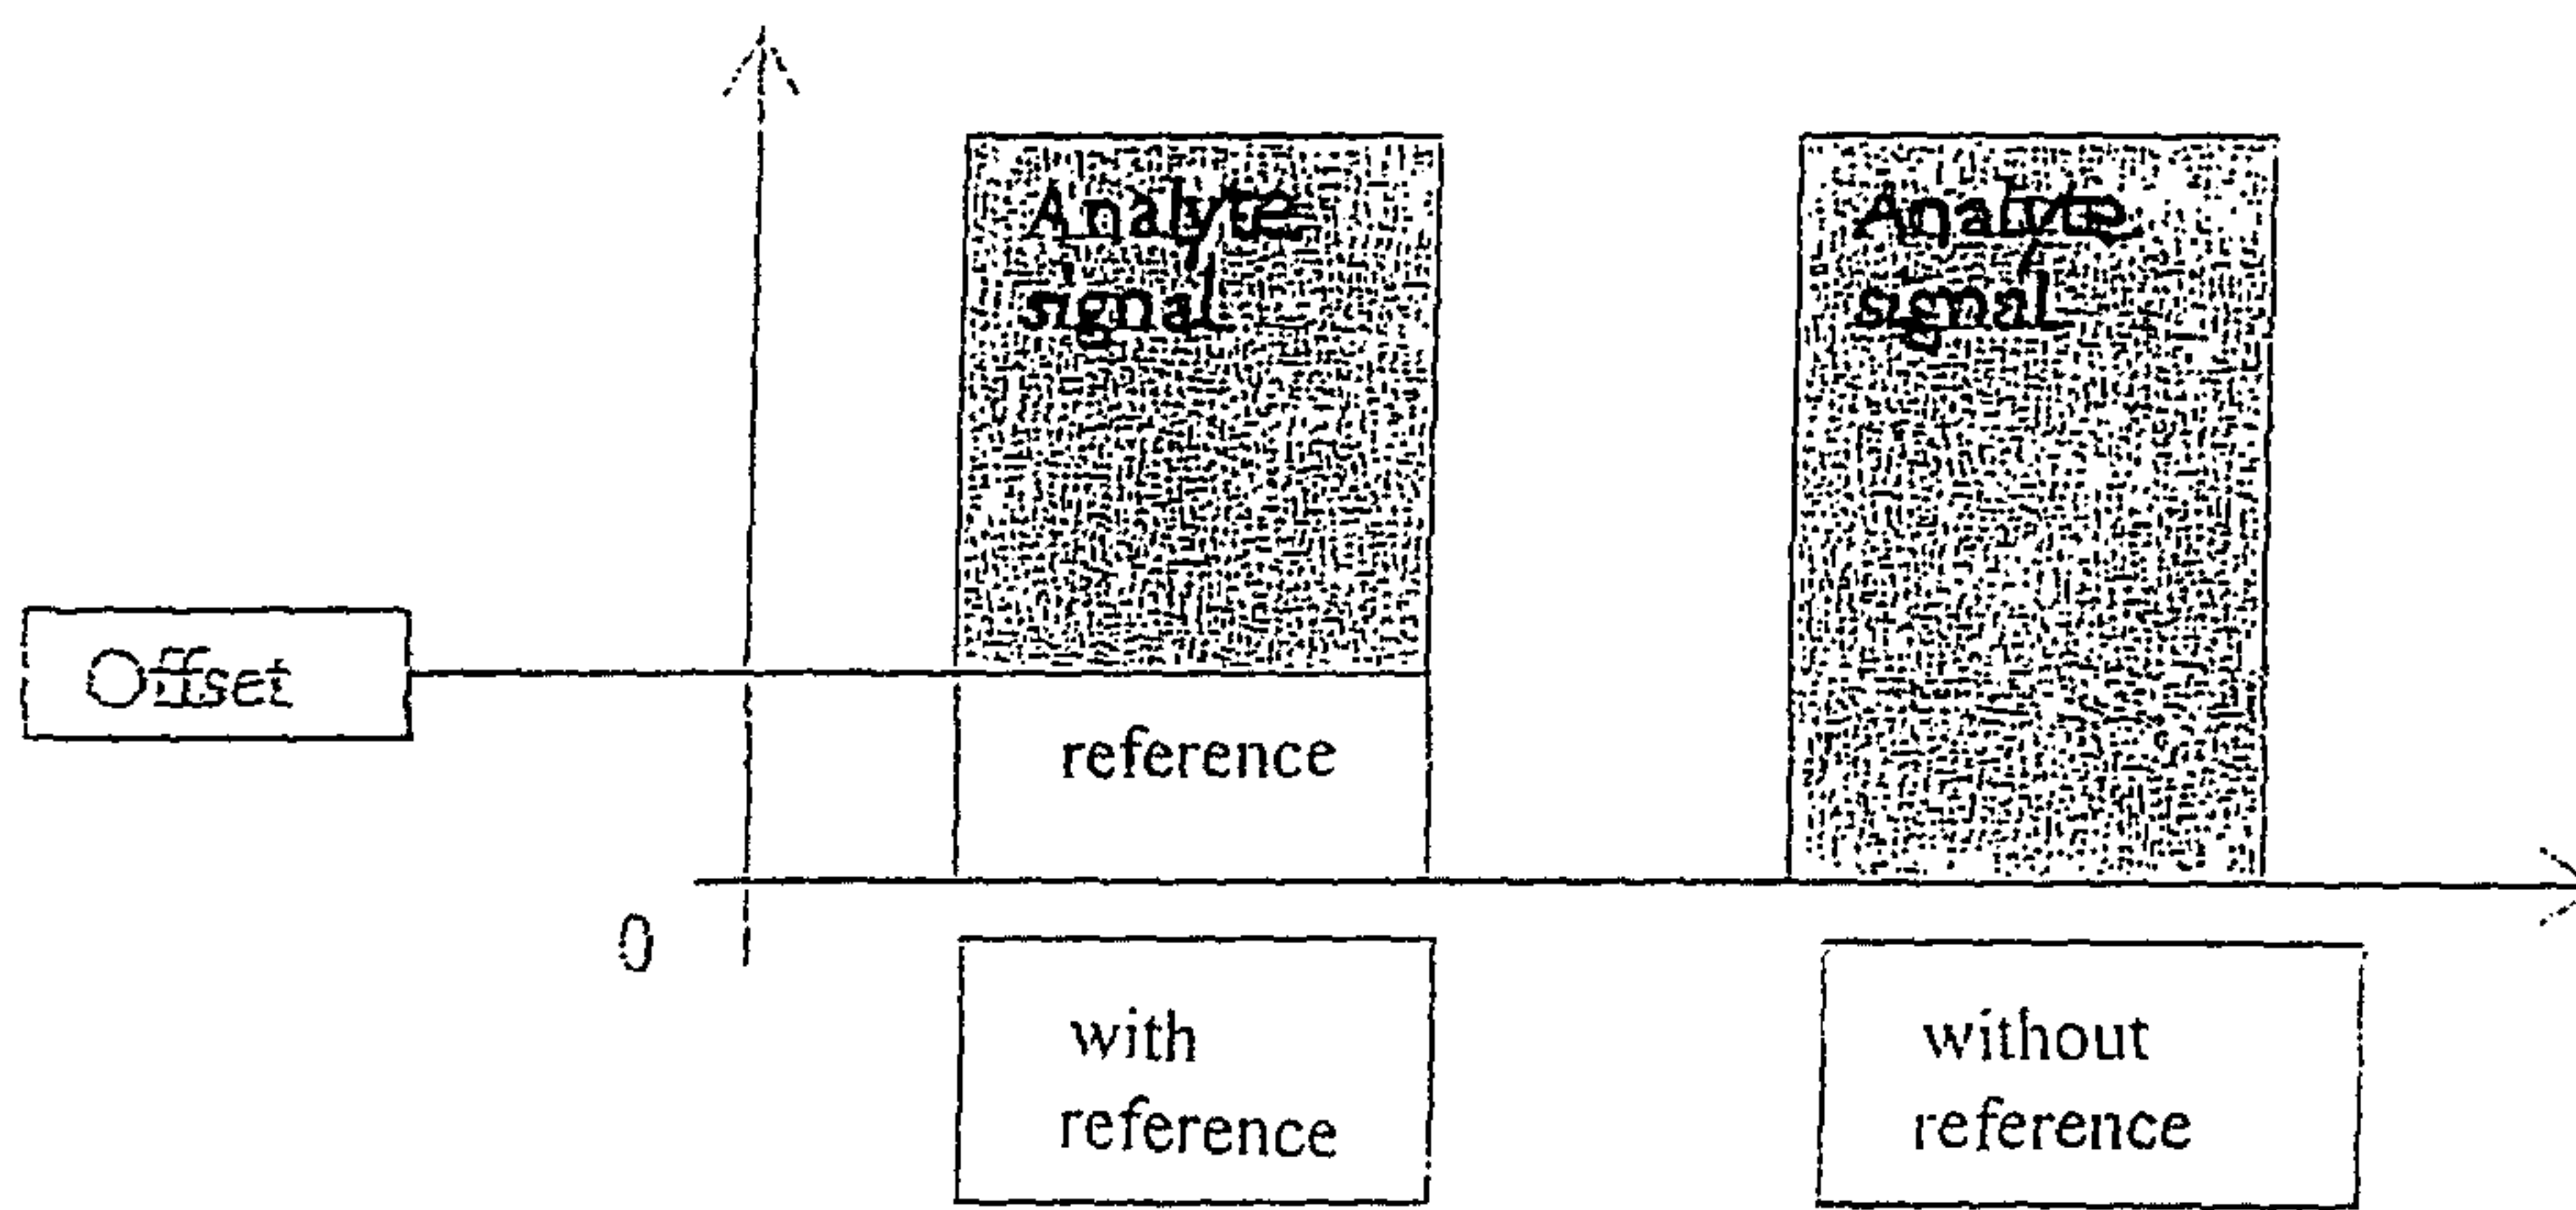 Analyte
signal
Analyte
signal
Offset
reference
0
with
reference
without
reference